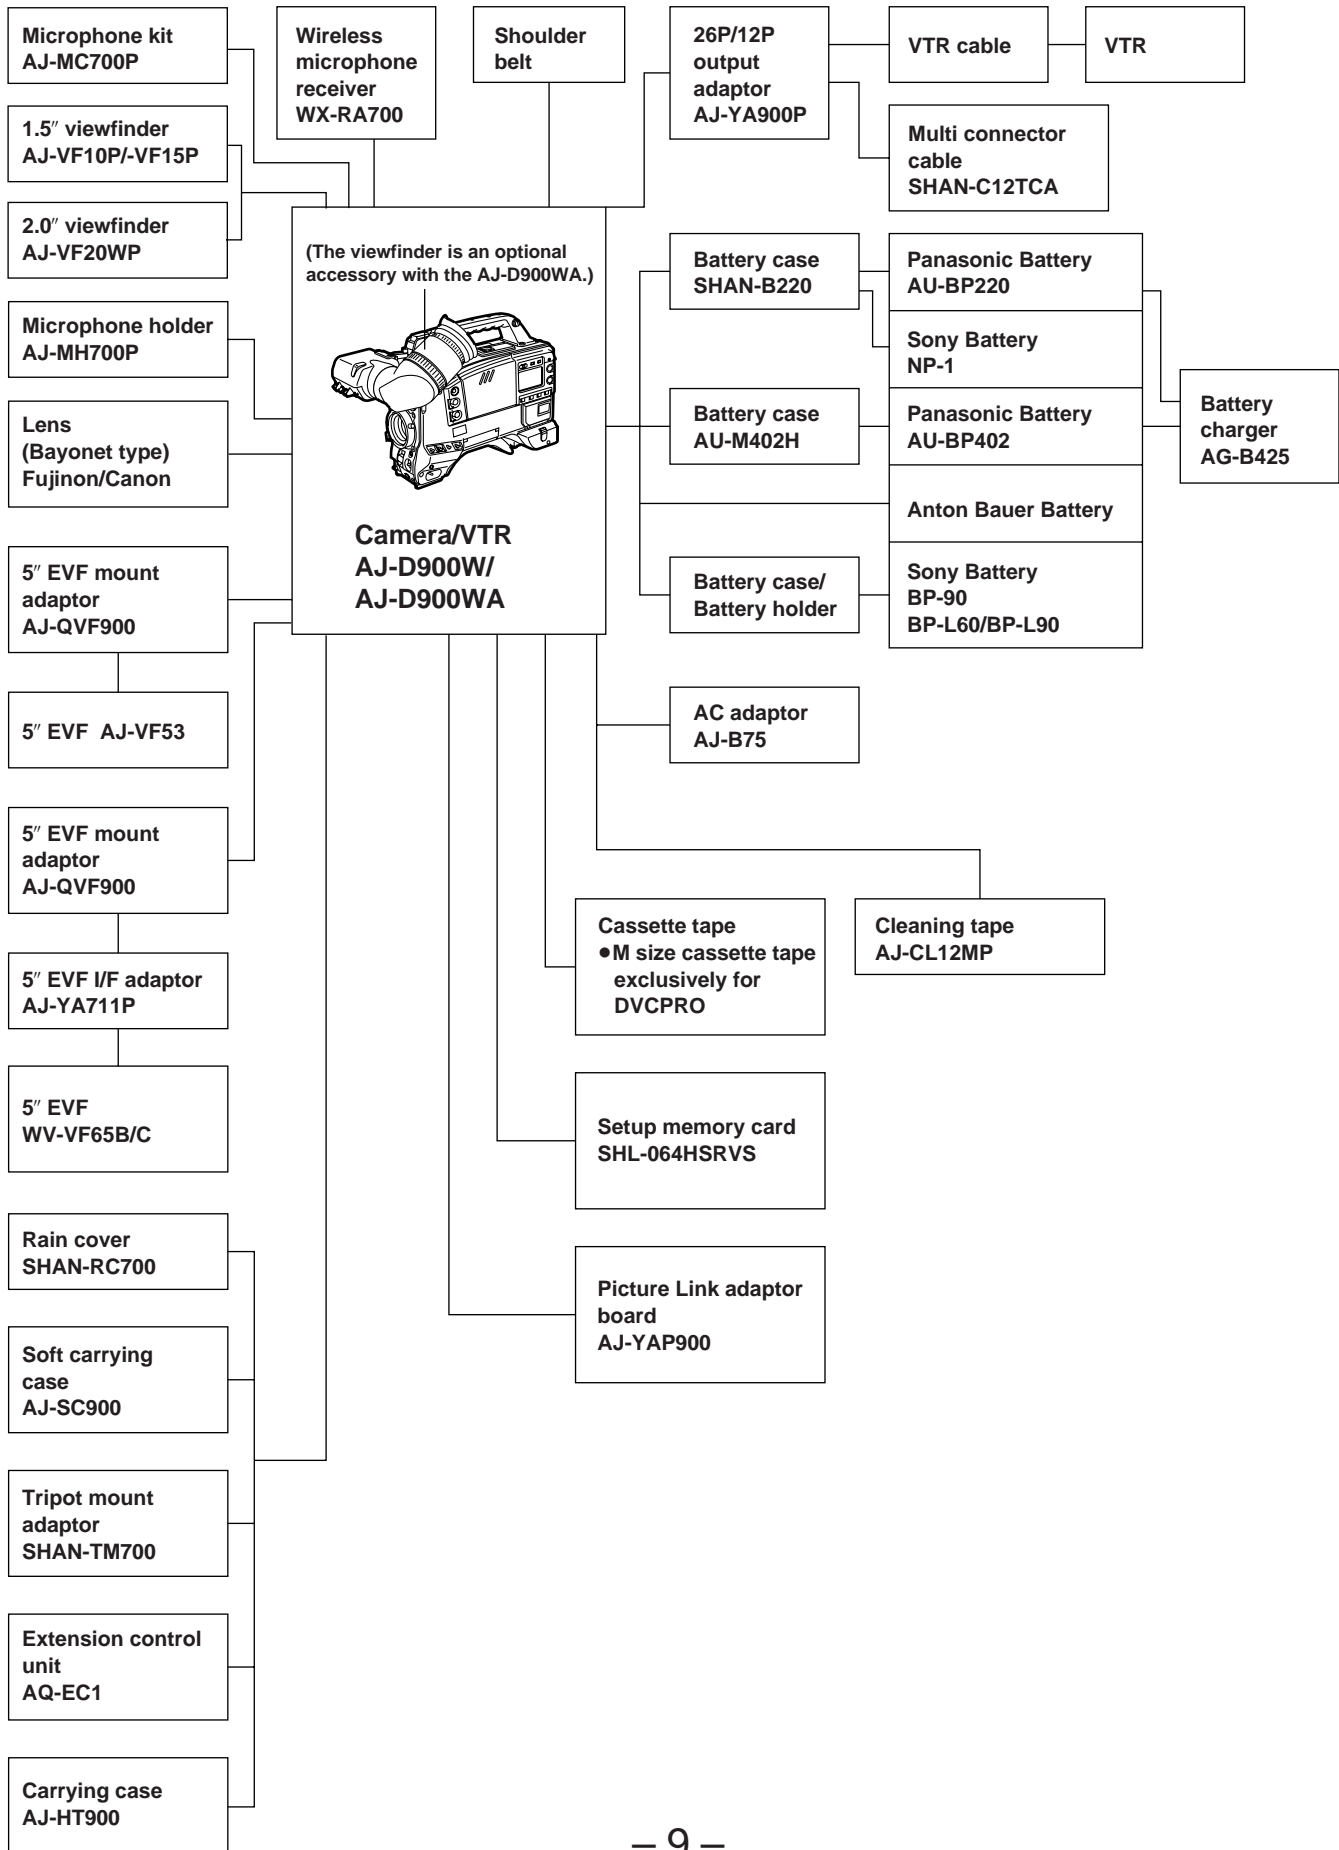 Microphone kit
AJ-MC700P
Wireless
microphone
receiver
WX-RA700
Shoulder
belt
26P/12P
output
adaptor
AJ-YA900P
VTR cable
VTR
1.5″ viewfinder
AJ-VF10P/-VF15P
Multi connector
cable
SHAN-C12TCA
2.0″ viewfinder
AJ-VF20WP
(The viewfinder is an optional
accessory with the AJ-D900WA.)
Battery case
SHAN-B220
Panasonic Battery
AU-BP220
Microphone holder
AJ-MH700P
Sony Battery
NP-1
Lens
(Bayonet type)
Fujinon/Canon
Battery case
AU-M402H
Panasonic Battery
AU-BP402
Battery
charger
AG-B425
Anton Bauer Battery
Camera/VTR
AJ-D900W/
AJ-D900WA
5″ EVF mount
adaptor
AJ-QVF900
Battery case/
Battery holder
Sony Battery
BP-90
BP-L60/BP-L90
5″ EVF AJ-VF53
AC adaptor
AJ-B75
5″ EVF mount
adaptor
AJ-QVF900
Cassette tape
●M size cassette tape
exclusively for
DVCPRO
Cleaning tape
AJ-CL12MP
5″ EVF I/F adaptor
AJ-YA711P
5″ EVF
WV-VF65B/C
Setup memory card
SHL-064HSRVS
Rain cover
SHAN-RC700
Picture Link adaptor
board
AJ-YAP900
Soft carrying
case
AJ-SC900
Tripot mount
adaptor
SHAN-TM700
Extension control
unit
AQ-EC1
Carrying case
AJ-HT900
– 9 –